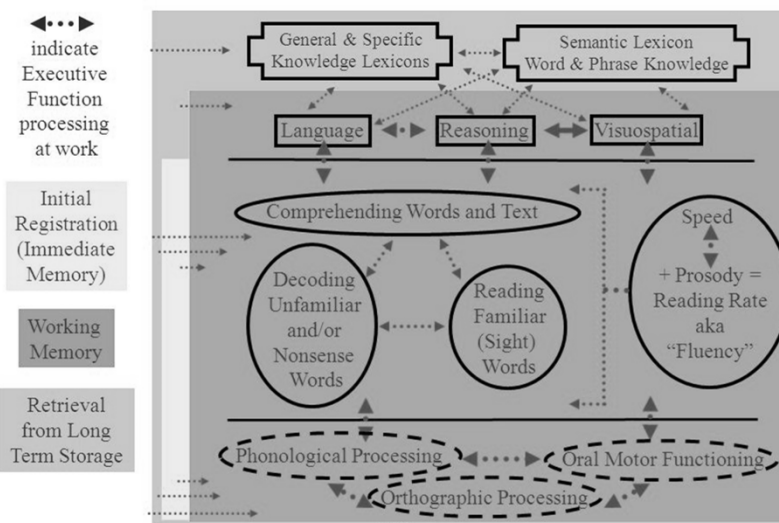 indicate
Executive
Function
processing
at work
Initial
Registration
(Immediate
Memory)
Working
Memory
Retrieval
from Long
Term Storage
General & Specific
Knowledge Lexicons
Semantic Lexicon
Word & Phrase Knowledge
Language
Reasoning
Visuospatial
Comprehending Words and Text
Decoding
Unfamiliar
and/or
Nonsense
Words
Reading
Familiar
(Sight)
Words
Speed
+ Prosody =
Reading Rate
aka
“Fluency”
Phonological Processing
Oral Motor Functioning
Orthographic Processing